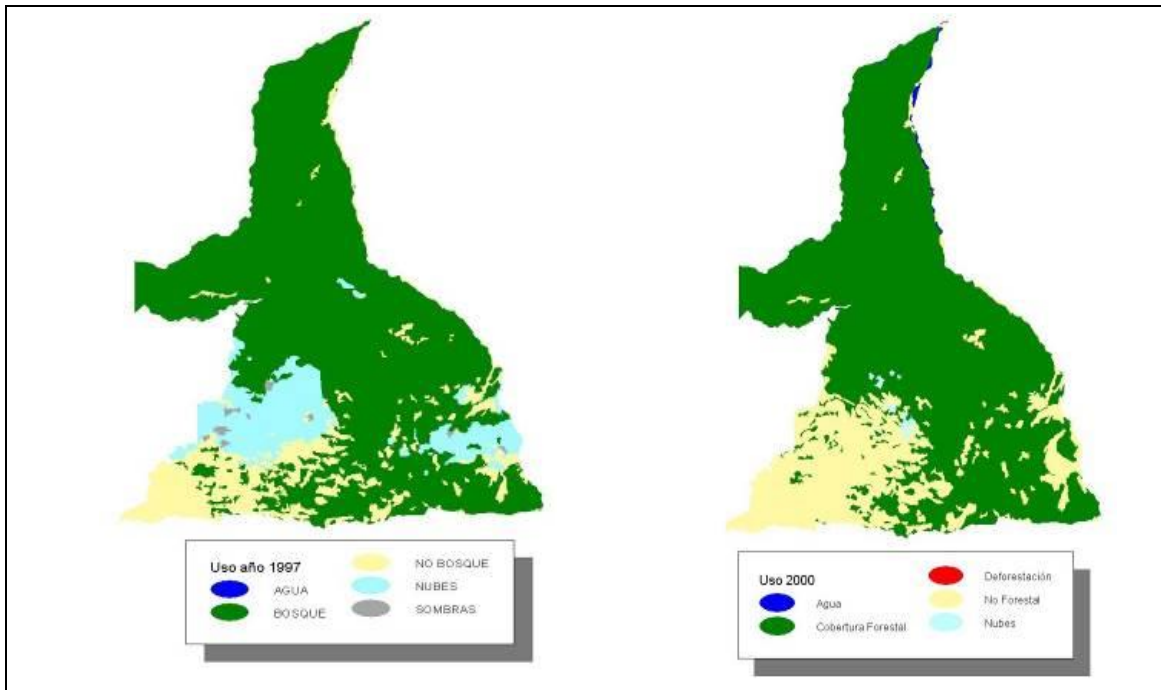 Uso año 1997
AGUA
BOSQUE
NO BOSQUE
NUBES
SOMBRAS
Uso 2000
Agua
Cobertura Forestal
Deforestación
No Forestal
Nubes